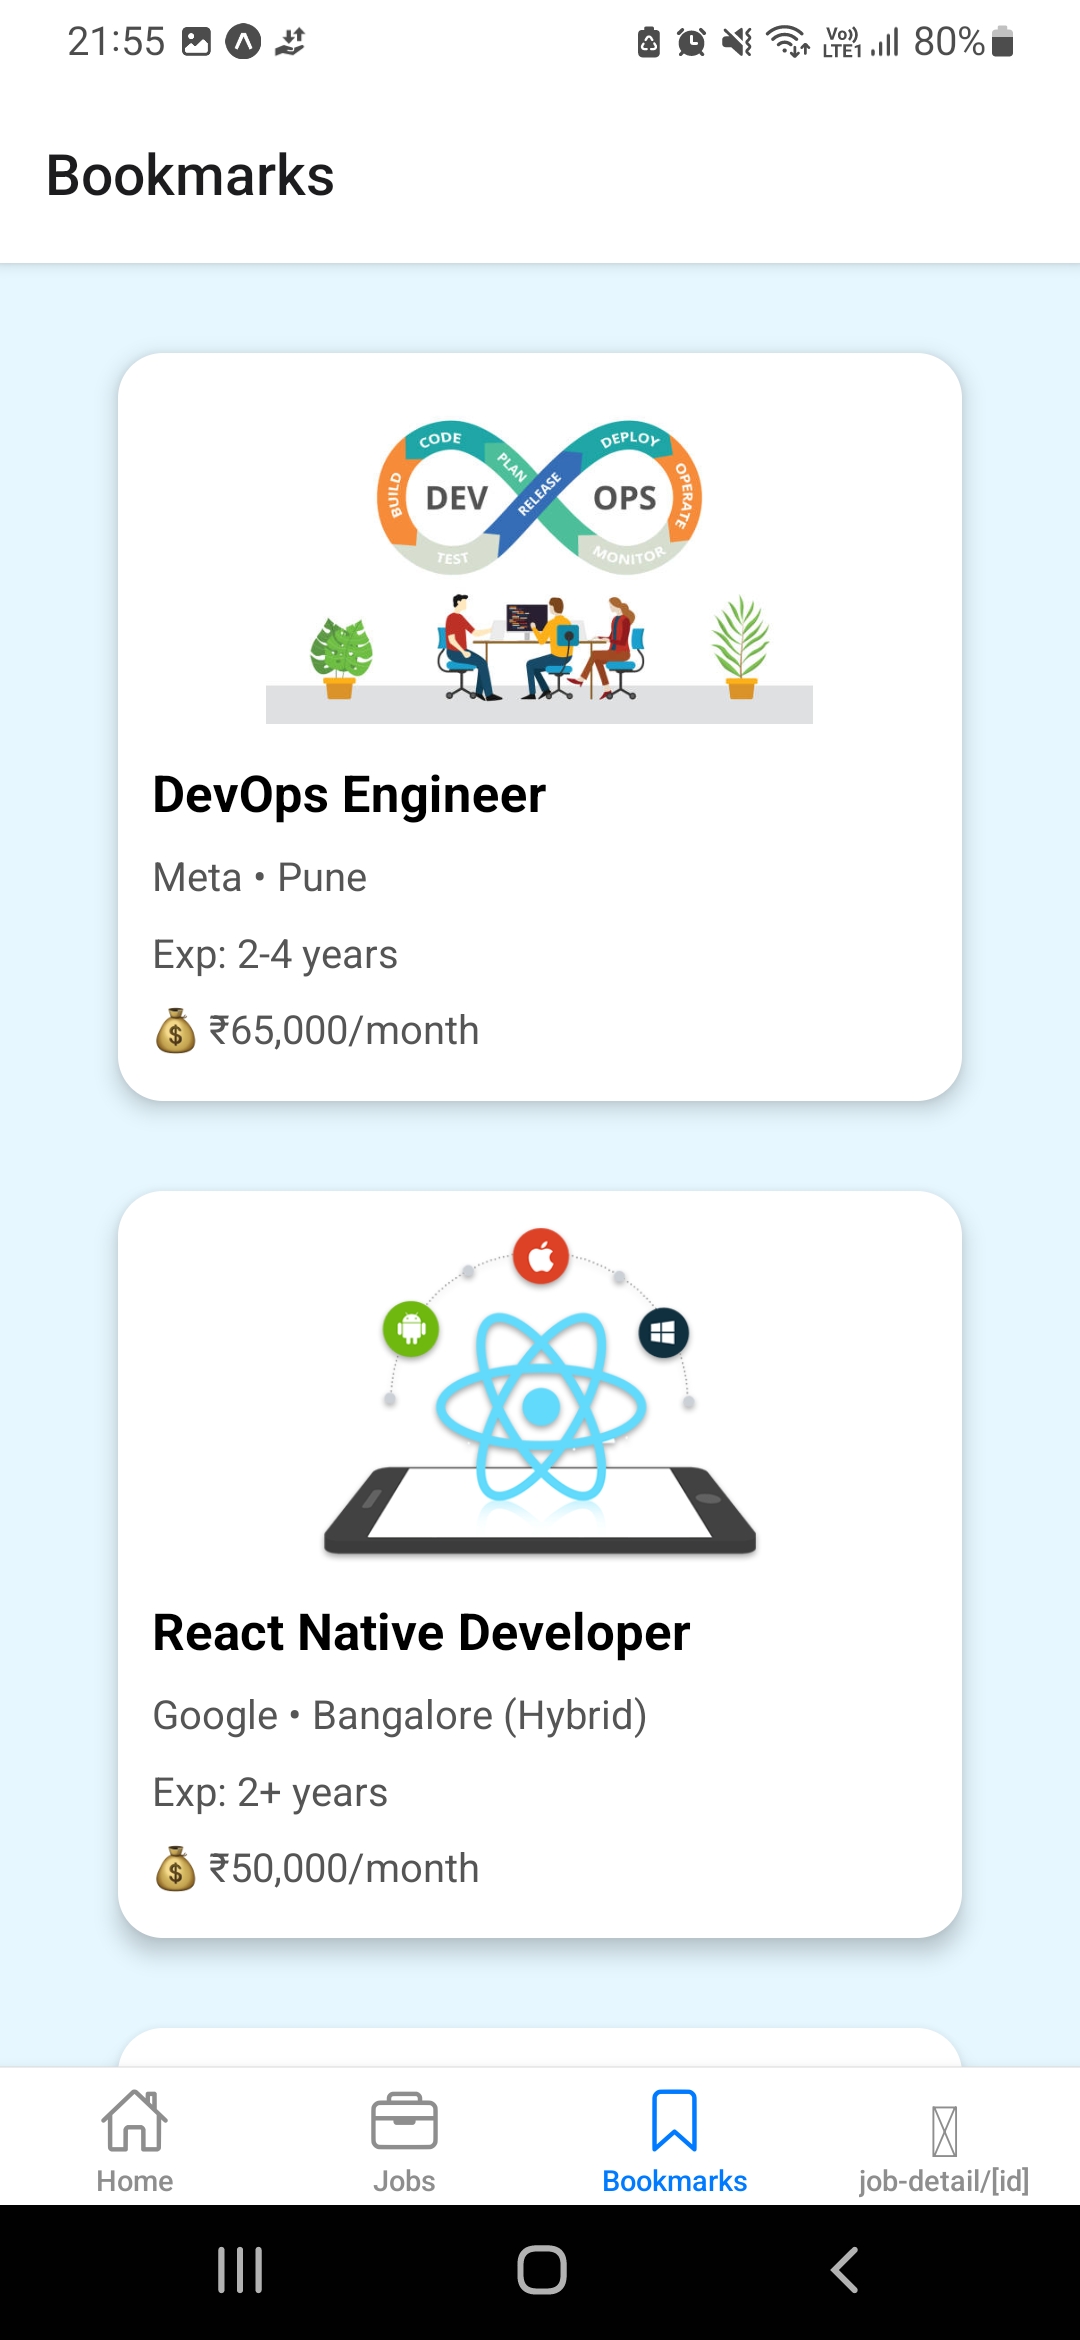 21:55 Vo)) LTE1 80%
Bookmarks
CODE
PLAN
BUILD
DEV
TEST
RELEASE
DEPLOY
OPERATE
OPS
MONITOR
DevOps Engineer
Meta • Pune
Exp: 2-4 years
💰 ₹65,000/month
React Native Developer
Google • Bangalore (Hybrid)
Exp: 2+ years
💰 ₹50,000/month
Home Jobs Bookmarks job-detail/[id]